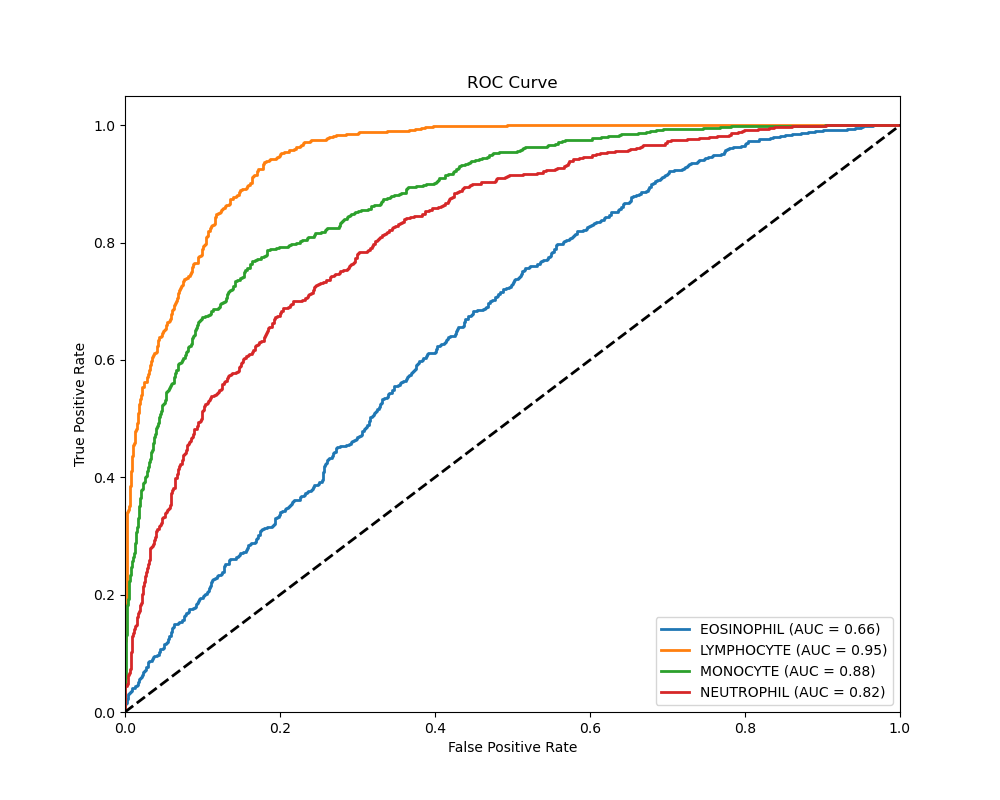 ROC Curve
True Positive Rate
1.0
0.8
0.6
0.4
0.2
0.0
EOSINOPHIL (AUC = 0.66)
LYMPHOCYTE (AUC = 0.95)
MONOCYTE (AUC = 0.88)
NEUTROPHIL (AUC = 0.82)
0.0 0.2 0.4 0.6 0.8 1.0
False Positive Rate